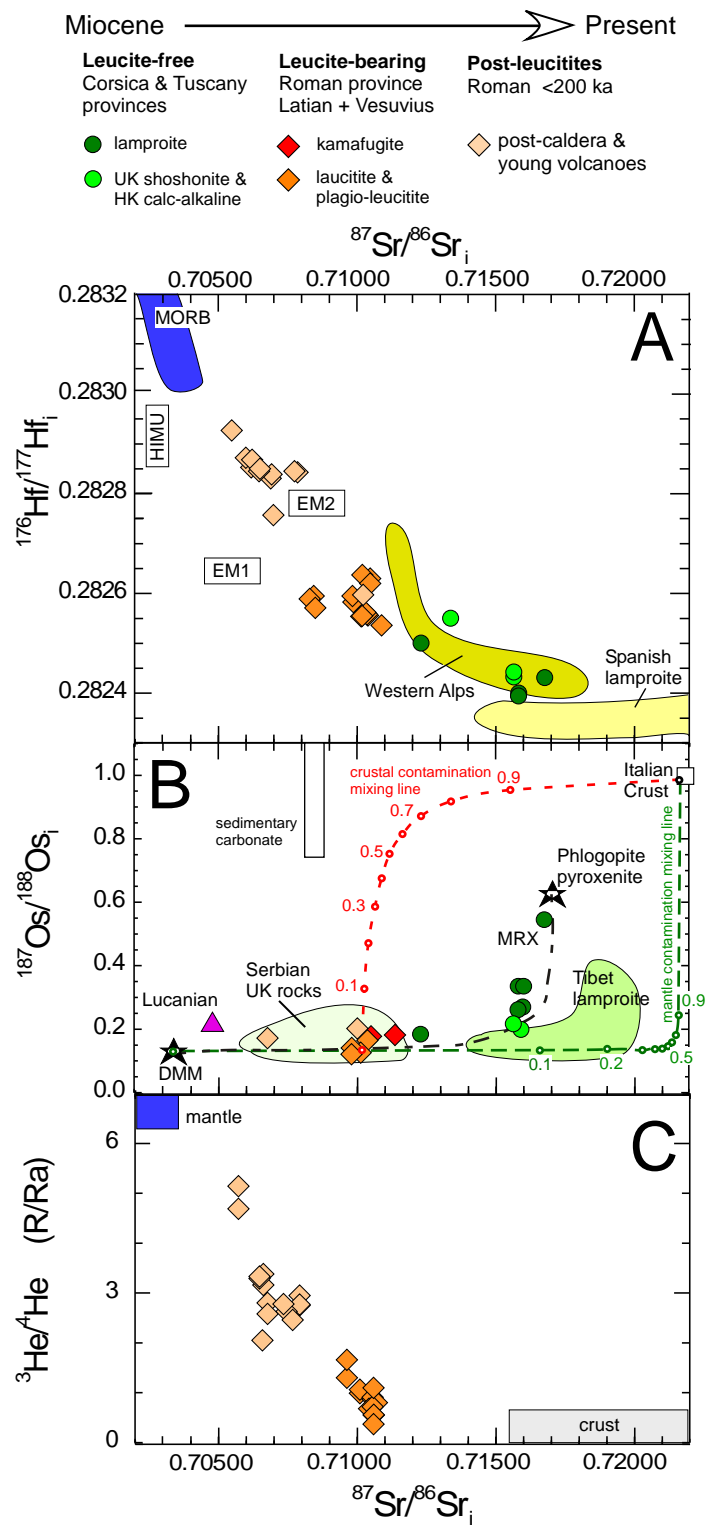 Miocene Present
Leucite-free
Corsica & Tuscany
provinces
lamproite
UK shoshonite &
HK calc-alkaline
Leucite-bearing
Roman province
Latian + Vesuvius
kamafugite
laucitite &
plagio-leucitite
Post-leucitites
Roman <200 ka
post-caldera &
young volcanoes
87Sr/86Sri
0.70500 0.71000 0.71500 0.72000
176Hf/177Hfi
0.2832
0.2830
0.2828
0.2826
0.2824
A
MORB
HIMU
EM2
EM1
Western Alps
Spanish
lamproite
187Os/188Osi
1.0
0.8
0.6
0.4
0.2
0.0
B
sedimentary
carbonate
crustal contamination
mixing line
0.9
0.7
0.5
0.3
0.1
Italian
Crust
Phlogopite
pyroxenite
MRX
mantle contamination mixing line
Serbian
UK rocks
Tibet
lamproite
Lucanian
DMM
0.9
0.5
0.2
0.1
3He/4He (R/Ra)
6
3
0
C
mantle
crust
0.70500 0.71000 0.71500 0.72000
87Sr/86Sri